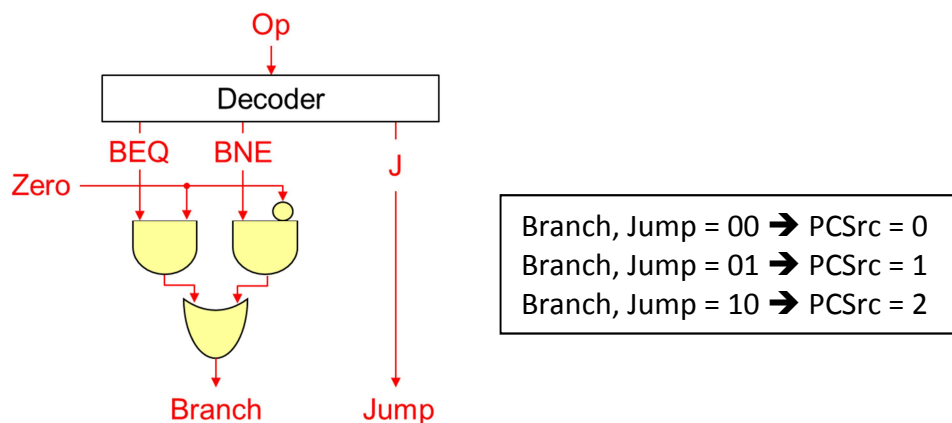 Op
Decoder
BEQ BNE J
Zero
Branch, Jump = 00 ➔ PCSrc = 0
Branch, Jump = 01 ➔ PCSrc = 1
Branch, Jump = 10 ➔ PCSrc = 2
Branch Jump